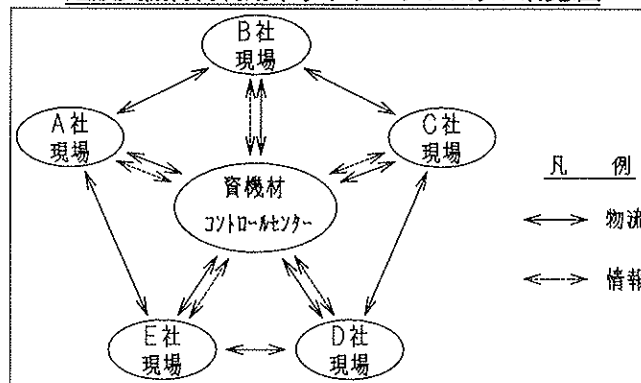 B社
現場
A社
現場
C社
現場
資機材
コントロールセンター
凡 例
物流
情報
E社
現場
D社
現場